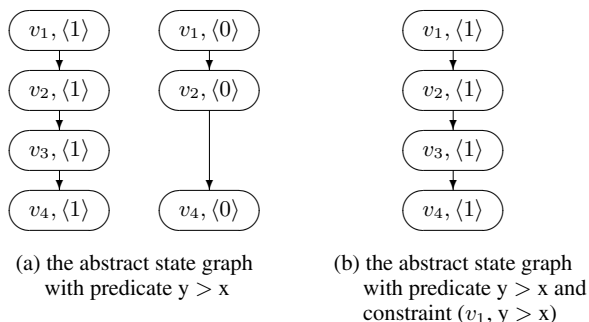 v₁, ⟨1⟩
v₂, ⟨1⟩
v₃, ⟨1⟩
v₄, ⟨1⟩
v₁, ⟨0⟩
v₂, ⟨0⟩
v₄, ⟨0⟩
(a) the abstract state graph
with predicate y > x
v₁, ⟨1⟩
v₂, ⟨1⟩
v₃, ⟨1⟩
v₄, ⟨1⟩
(b) the abstract state graph
with predicate y > x and
constraint (v₁, y > x)